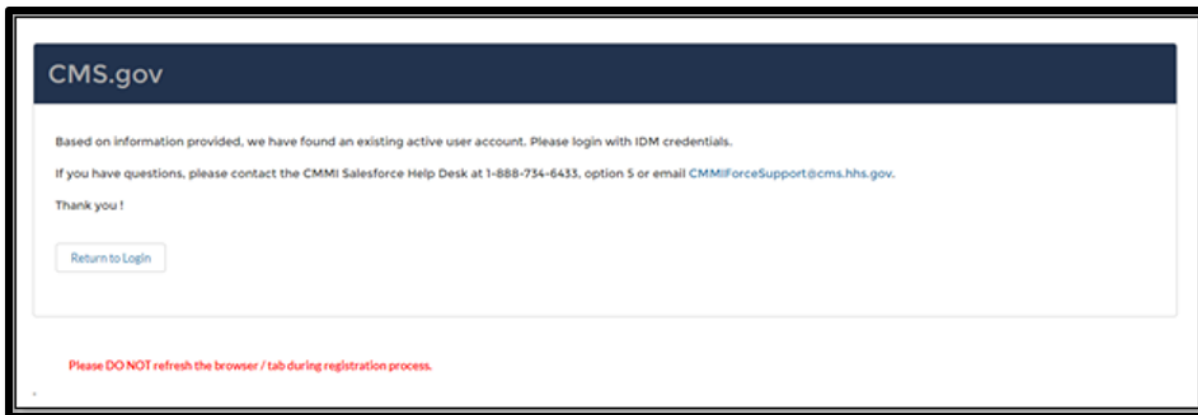 CMS.gov
Based on information provided, we have found an existing active user account. Please login with IDM credentials.
If you have questions, please contact the CMMI Salesforce Help Desk at 1-888-734-6433, option 5 or email CMMIForceSupport@cms.hhs.gov.
Thank you !
Return to Login
Please DO NOT refresh the browser / tab during registration process.